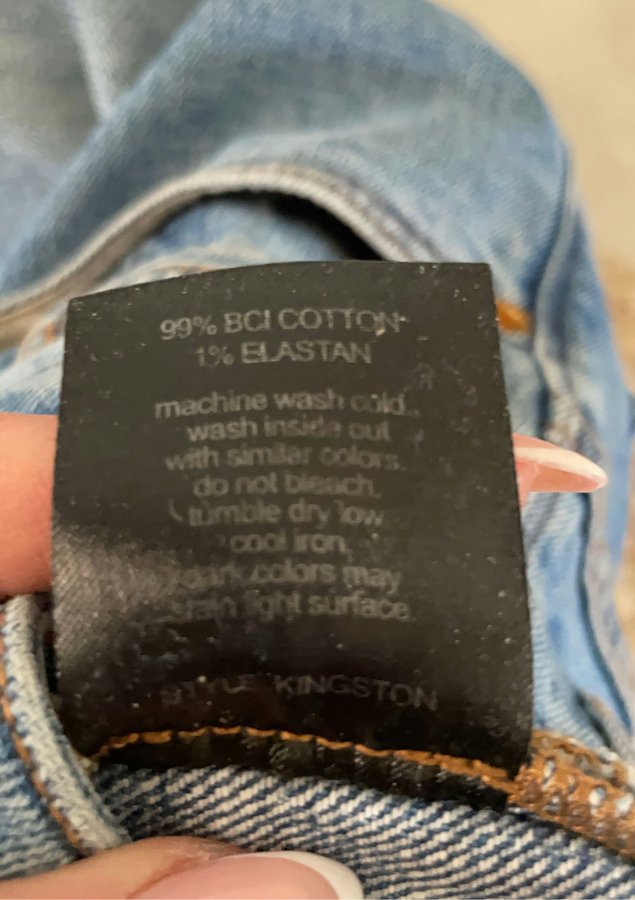 99% BCI COTTON
1% ELASTAN
machine wash cold.
wash inside out
with similar colors.
do not bleach,
tumble dry low
cool iron,
dark colors may
stain light surface.
STYLE KINGSTON